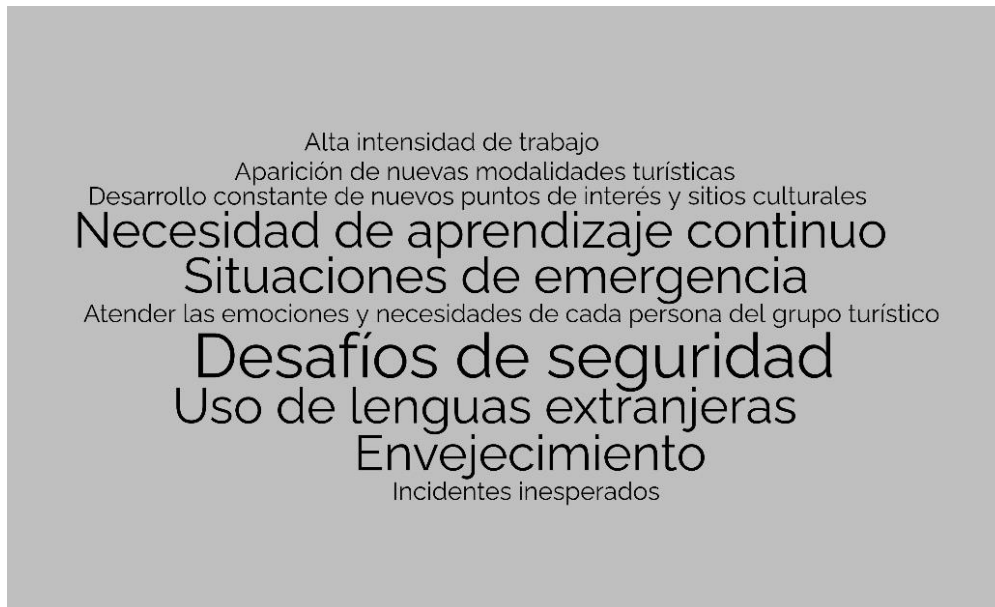 Alta intensidad de trabajo
Aparición de nuevas modalidades turísticas
Desarrollo constante de nuevos puntos de interés y sitios culturales
Necesidad de aprendizaje continuo
Situaciones de emergencia
Atender las emociones y necesidades de cada persona del grupo turístico
Desafíos de seguridad
Uso de lenguas extranjeras
Envejecimiento
Incidentes inesperados